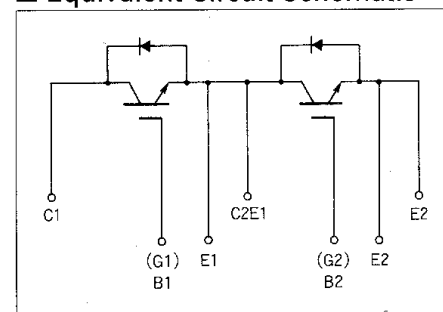 Equivalent Circuit Schematic
C1
(G1)
B1
E1
C2E1
(G2)
B2
E2
E2